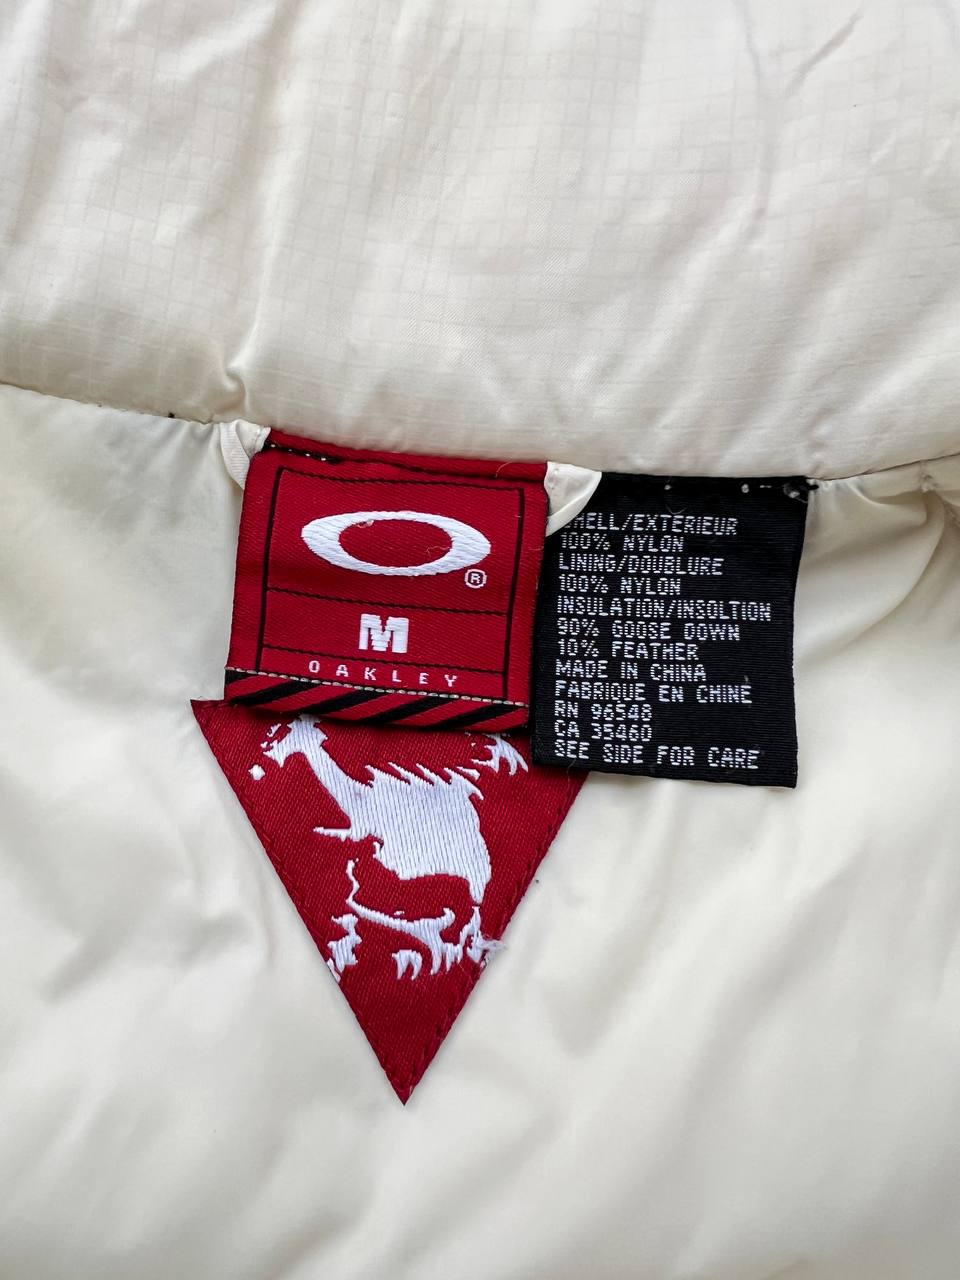 ®
M
OAKLEY
SHELL/EXTERIEUR
100% NYLON
LINING/DOUBLURE
100% NYLON
INSULATION/INSOLTION
90% GOOSE DOWN
10% FEATHER
MADE IN CHINA
FABRIQUE EN CHINE
RN 96548
CA 35460
SEE SIDE FOR CARE